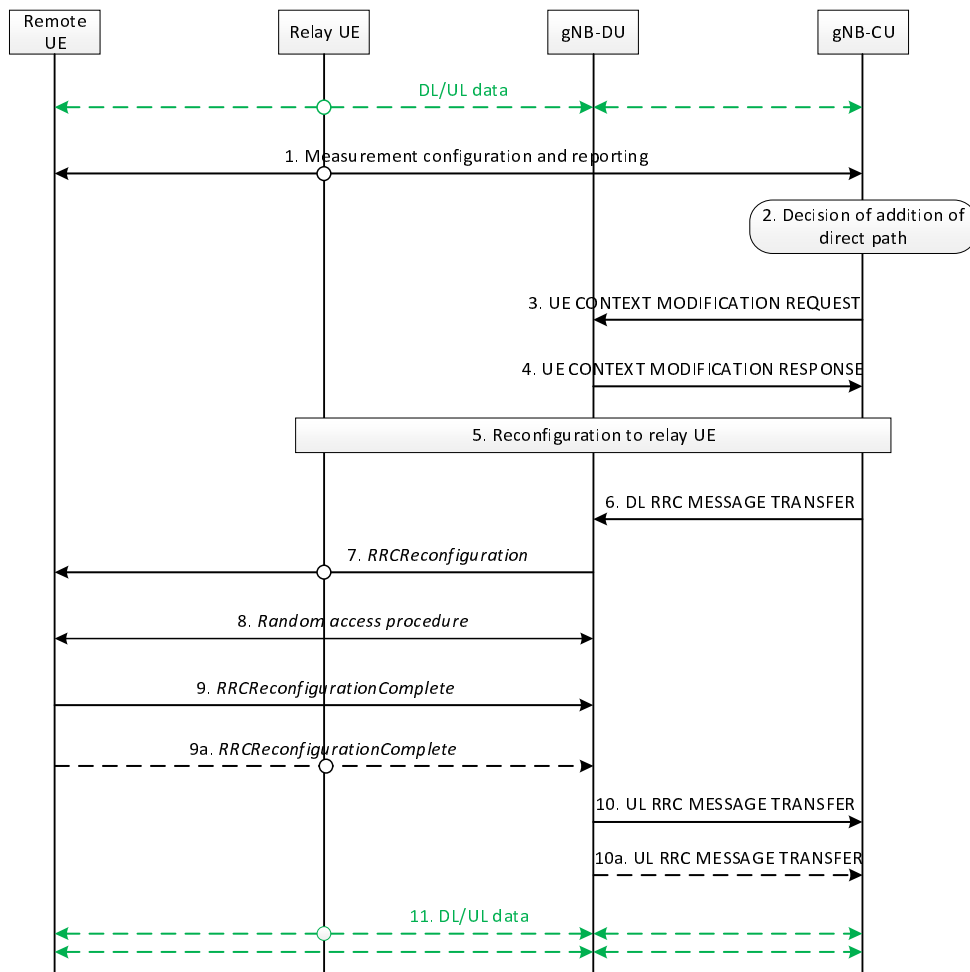 Remote
UE
Relay UE
gNB-DU
gNB-CU
DL/UL data
1. Measurement configuration and reporting
2. Decision of addition of
direct path
3. UE CONTEXT MODIFICATION REQUEST
4. UE CONTEXT MODIFICATION RESPONSE
5. Reconfiguration to relay UE
6. DL RRC MESSAGE TRANSFER
7. RRCReconfiguration
8. Random access procedure
9. RRCReconfigurationComplete
9a. RRCReconfigurationComplete
10. UL RRC MESSAGE TRANSFER
10a. UL RRC MESSAGE TRANSFER
11. DL/UL data